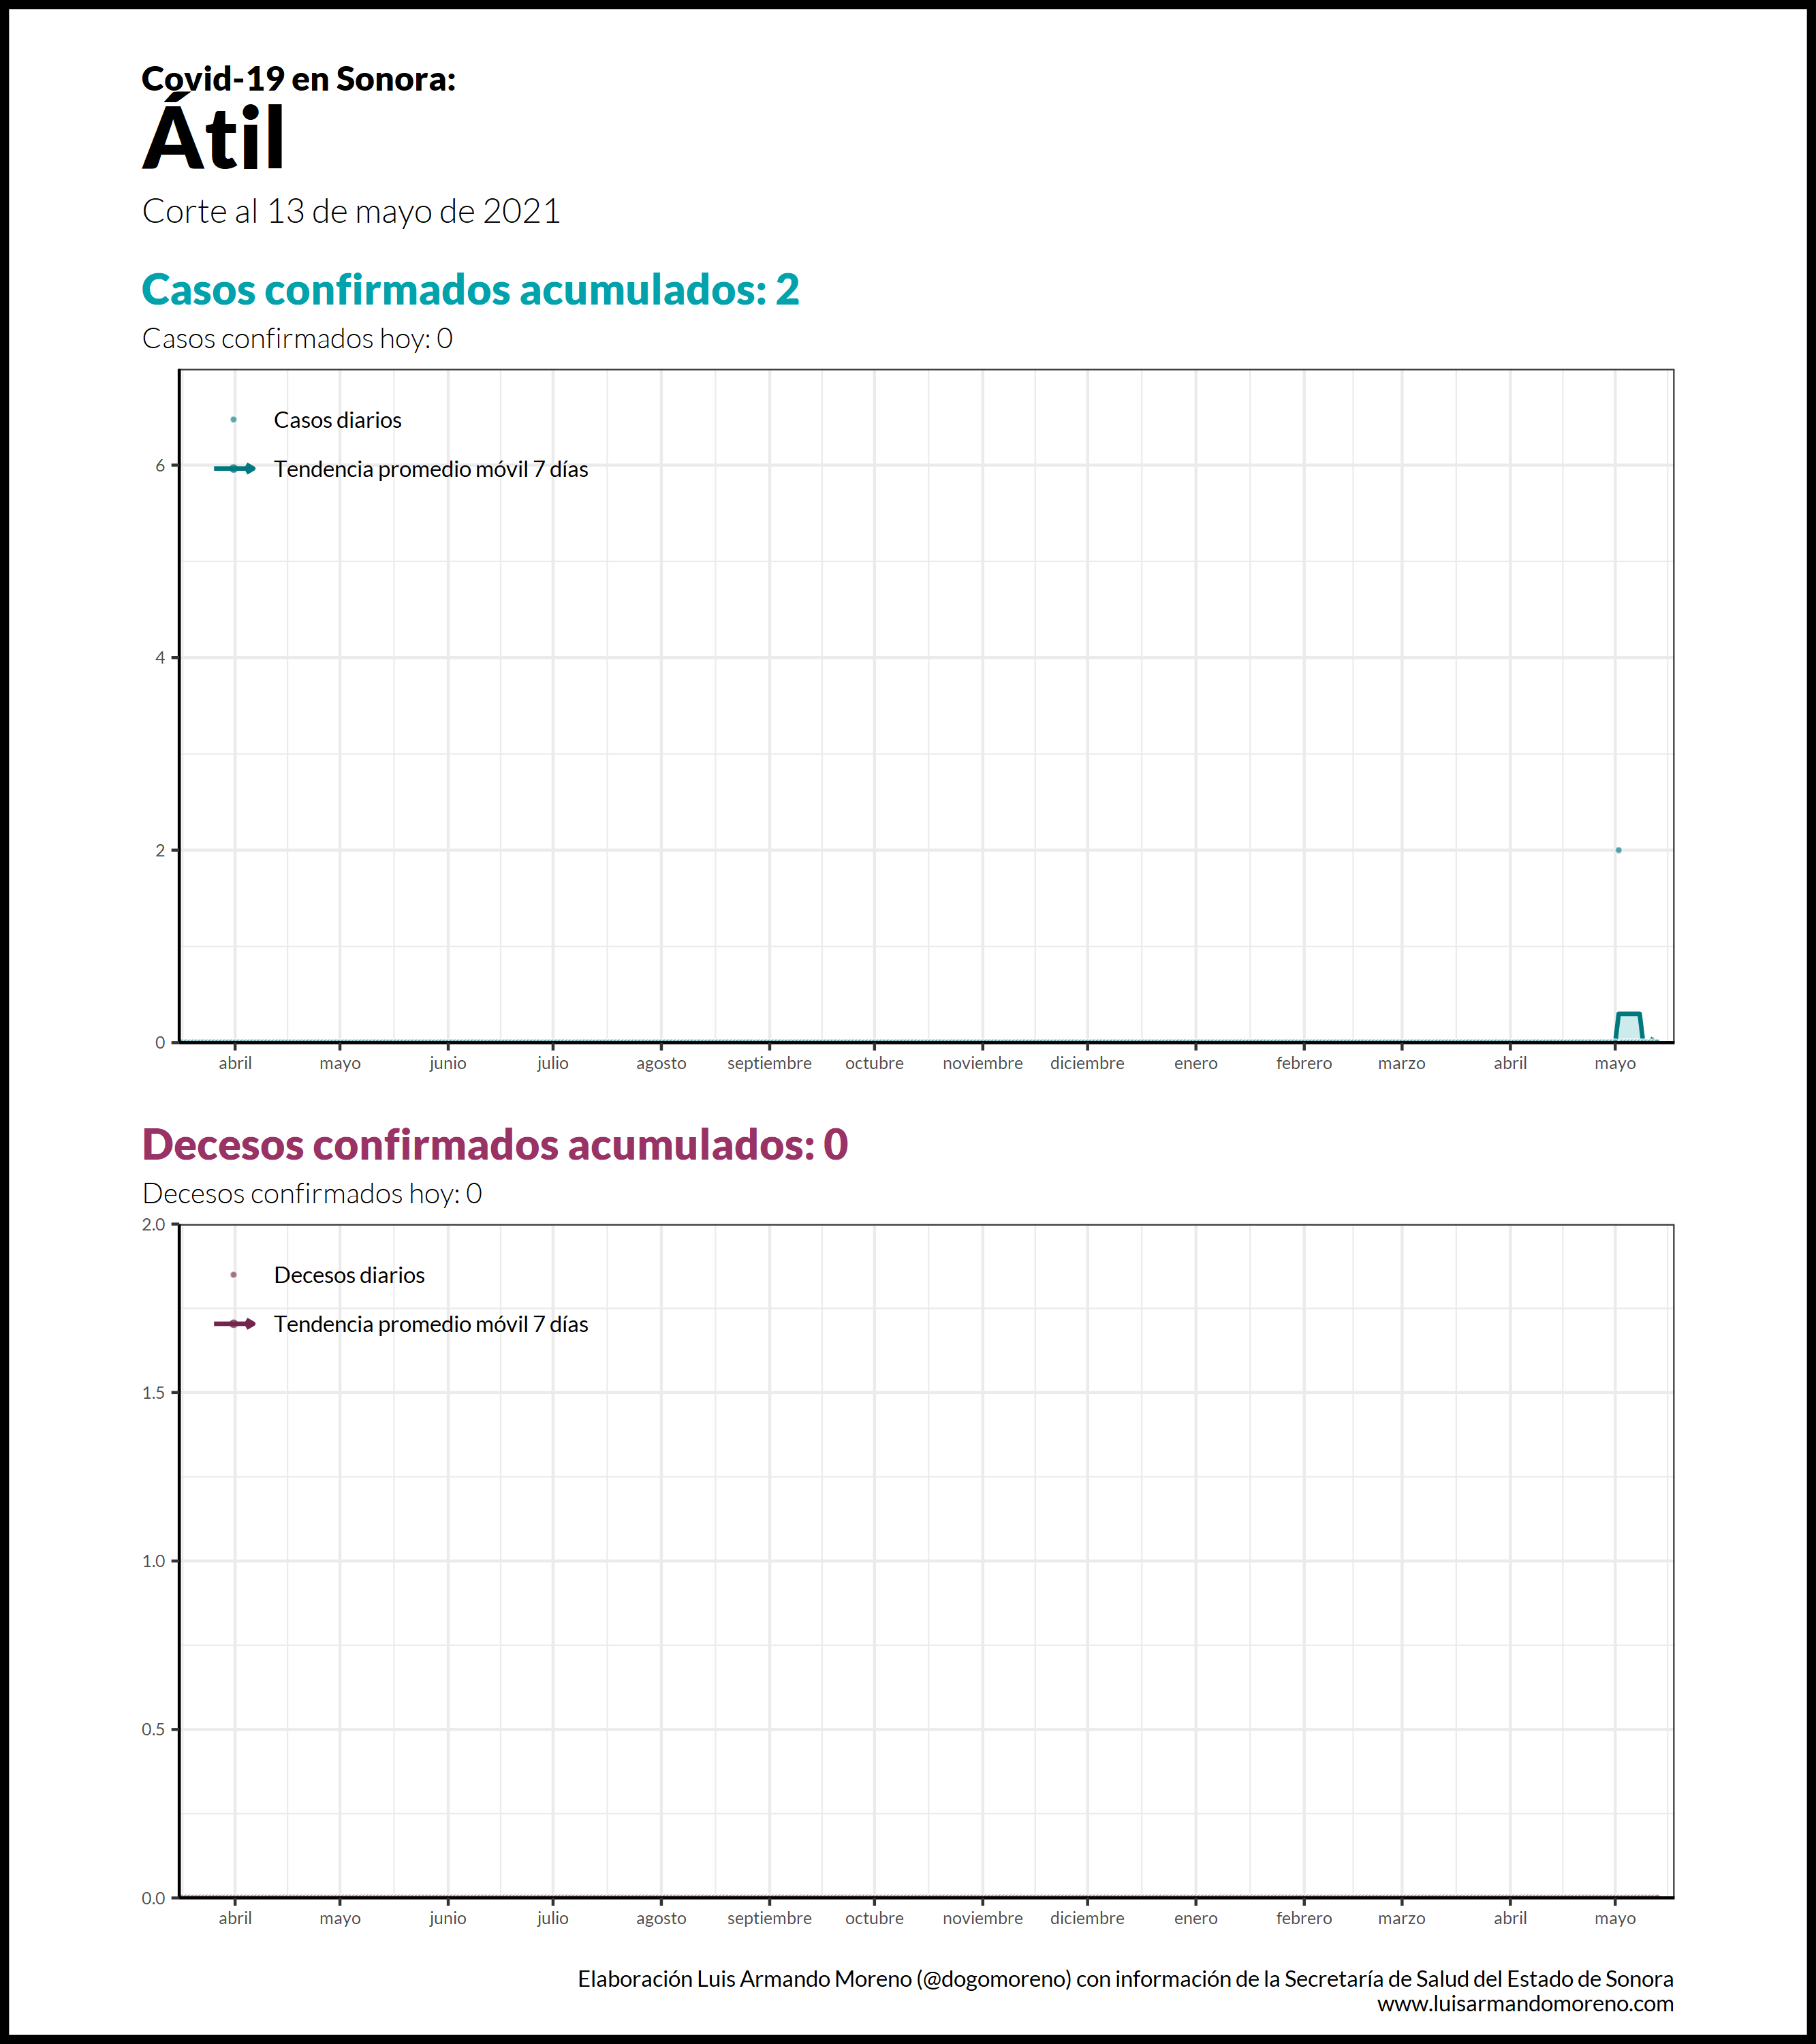 Covid-19 en Sonora:
Átil
Corte al 13 de mayo de 2021
Casos confirmados acumulados: 2
Casos confirmados hoy: 0
Casos diarios
Tendencia promedio móvil 7 días
6
4
2
0
abril mayo junio julio agosto septiembre octubre noviembre diciembre enero febrero marzo abril mayo
Decesos confirmados acumulados: 0
Decesos confirmados hoy: 0
2.0
Decesos diarios
Tendencia promedio móvil 7 días
1.5
1.0
0.5
0.0
abril mayo junio julio agosto septiembre octubre noviembre diciembre enero febrero marzo abril mayo
Elaboración Luis Armando Moreno (@dogomoreno) con información de la Secretaría de Salud del Estado de Sonora
www.luisarmandomoreno.com